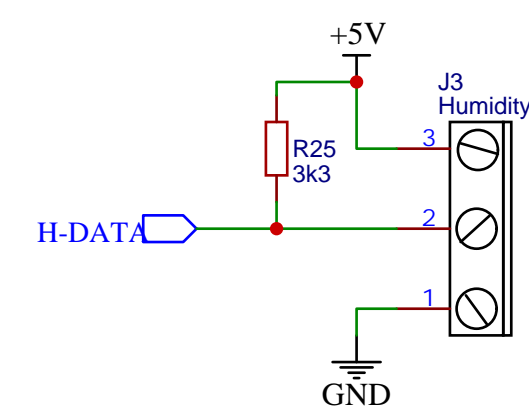 +5V
J3
Humidity
3
R25
3k3
2
H-DATA
1
GND